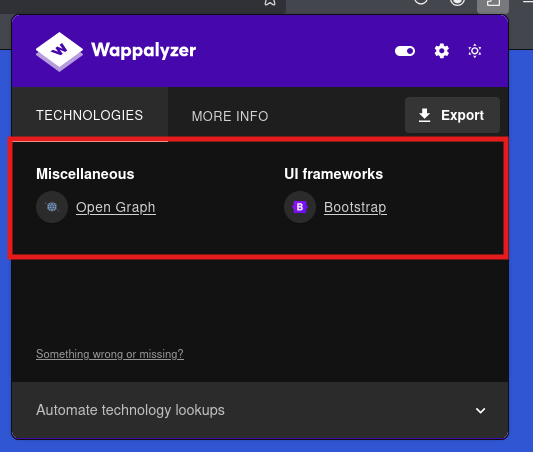 Wappalyzer
TECHNOLOGIES
MORE INFO
Export
Miscellaneous
Open Graph
UI frameworks
B
Bootstrap
Something wrong or missing?
Automate technology lookups